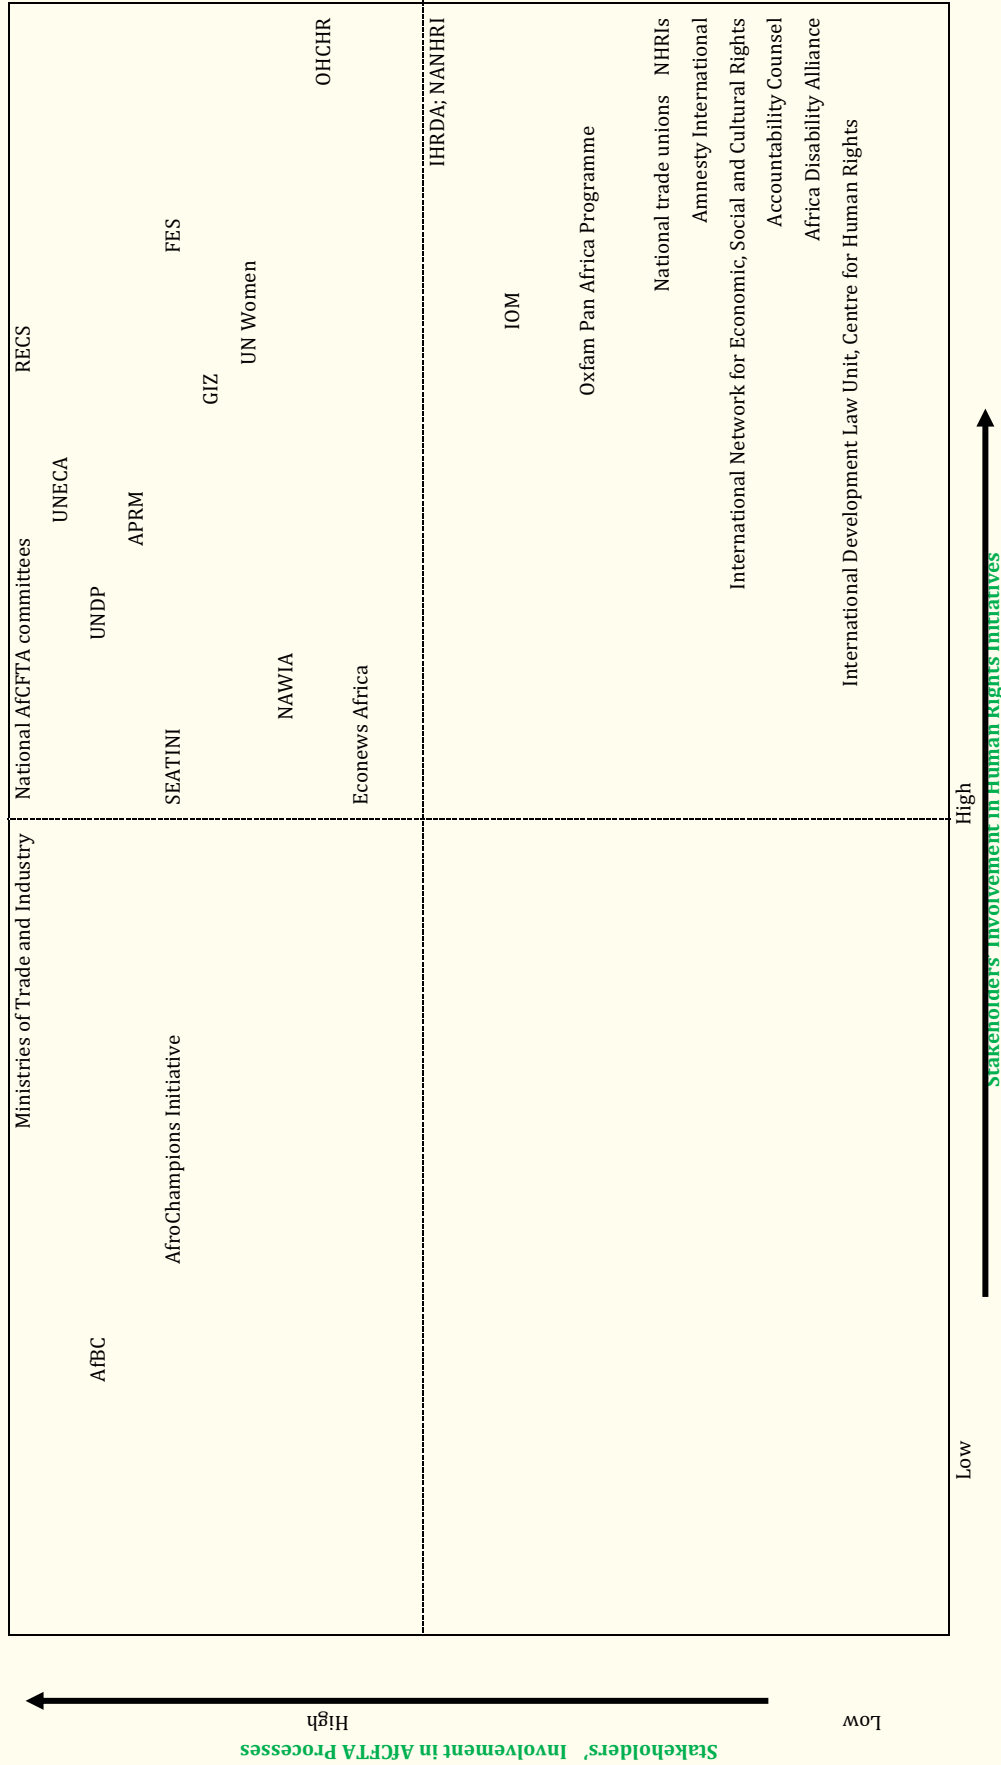 Stakeholders’ Involvement in AfCFTA Processes
High
Low
Ministries of Trade and Industry National AfCFTA committees RECS
UNECA
AfBC UNDP
APRM
AfroChampions Initiative SEATINI FES
GIZ
UN Women
NAWIA
OHCHR
Econews Africa
IHRDA; NANHRI
IOM
Oxfam Pan Africa Programme
National trade unions NHRIs
Amnesty International
International Network for Economic, Social and Cultural Rights
Accountability Counsel
Africa Disability Alliance
International Development Law Unit, Centre for Human Rights
Low High
Stakeholders’ Involvement in Human Rights Initiatives